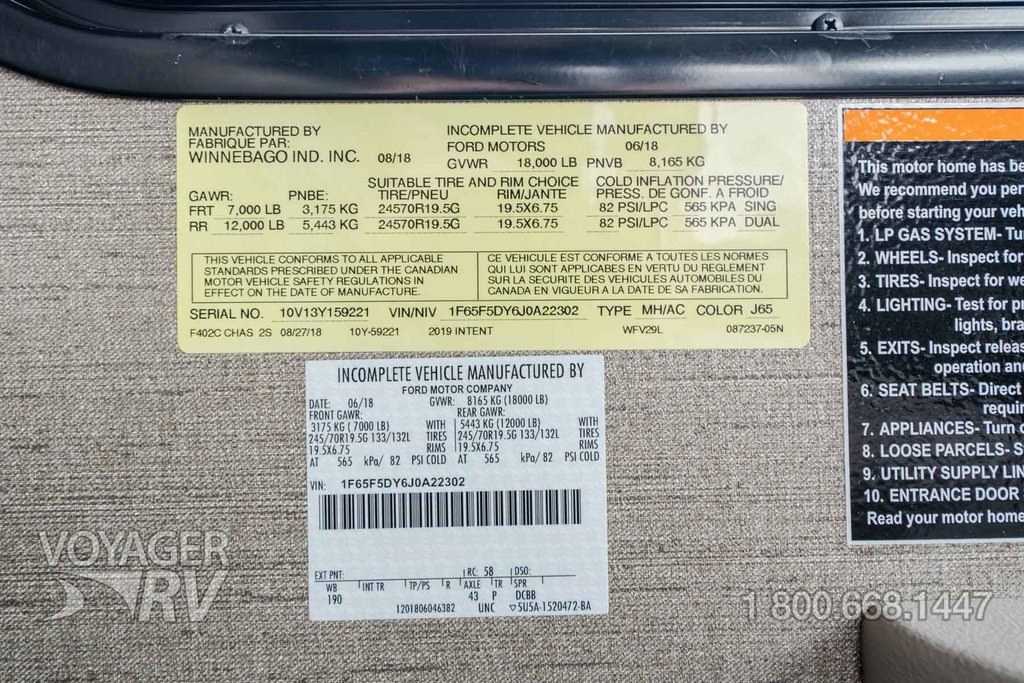 MANUFACTURED BY
FABRIQUE PAR:
WINNEBAGO IND. INC. 08/18
INCOMPLETE VEHICLE MANUFACTURED BY
FORD MOTORS 06/18
GVWR 18,000 LB PNVB 8,165 KG
GAWR: PNBE: SUITABLE TIRE AND RIM CHOICE COLD INFLATION PRESSURE/
TIRE/PNEU RIM/JANTE PRESS. DE GONF. A FROID
FRT 7,000 LB 3,175 KG 24570R19.5G 19.5X6.75 82 PSI/LPC 565 KPA SING
RR 12,000 LB 5,443 KG 24570R19.5G 19.5X6.75 82 PSI/LPC 565 KPA DUAL
THIS VEHICLE CONFORMS TO ALL APPLICABLE
STANDARDS PRESCRIBED UNDER THE CANADIAN
MOTOR VEHICLE SAFETY REGULATIONS IN
EFFECT ON THE DATE OF MANUFACTURE.
CE VEHICULE EST CONFORME A TOUTES LES NORMES
QUI LUI SONT APPLICABES EN VERTU DU REGLEMENT
SUR LA SECURITE DES VEHICULES AUTOMOBILES DU
CANADA EN VIGUEUR A LA DATE DE SA FABRICATION.
SERIAL NO. 10V13Y159221 VIN/NIV 1F65F5DY6J0A22302 TYPE MH/AC COLOR J65
F402C CHAS 2S 08/27/18 10Y-59221 2019 INTENT WFV29L 087237-05N
INCOMPLETE VEHICLE MANUFACTURED BY
FORD MOTOR COMPANY
DATE: 06/18 GVWR: 8165 KG (18000 LB)
FRONT GAWR: REAR GAWR:
3175 KG (7000 LB) WITH 5443 KG (12000 LB) WITH
245/70R19.5G 133/132L TIRES 245/70R19.5G 133/132L TIRES
19.5X6.75 RIMS 19.5X6.75 RIMS
AT 565 kPa/ 82 PSI COLD AT 565 kPa/ 82 PSI COLD
VIN: 1F65F5DY6J0A22302
EXT PNT: RC: 58 DSO:
WB INT TR TP/PS R AXLE TR SPR
190 43 P DCBB
1201806046382 UNC 5U5A-1520472-BA
This motor home has be
We recommend you per
before starting your veh
1. LP GAS SYSTEM- Tu
2. WHEELS- Inspect for
3. TIRES- Inspect for we
4. LIGHTING- Test for p
lights, bra
5. EXITS- Inspect releas
operation and
6. SEAT BELTS- Direct
requir
7. APPLIANCES- Turn o
8. LOOSE PARCELS- S
9. UTILITY SUPPLY LIN
10. ENTRANCE DOOR
Read your motor home
VOYAGER
RV
1 800.668.1447